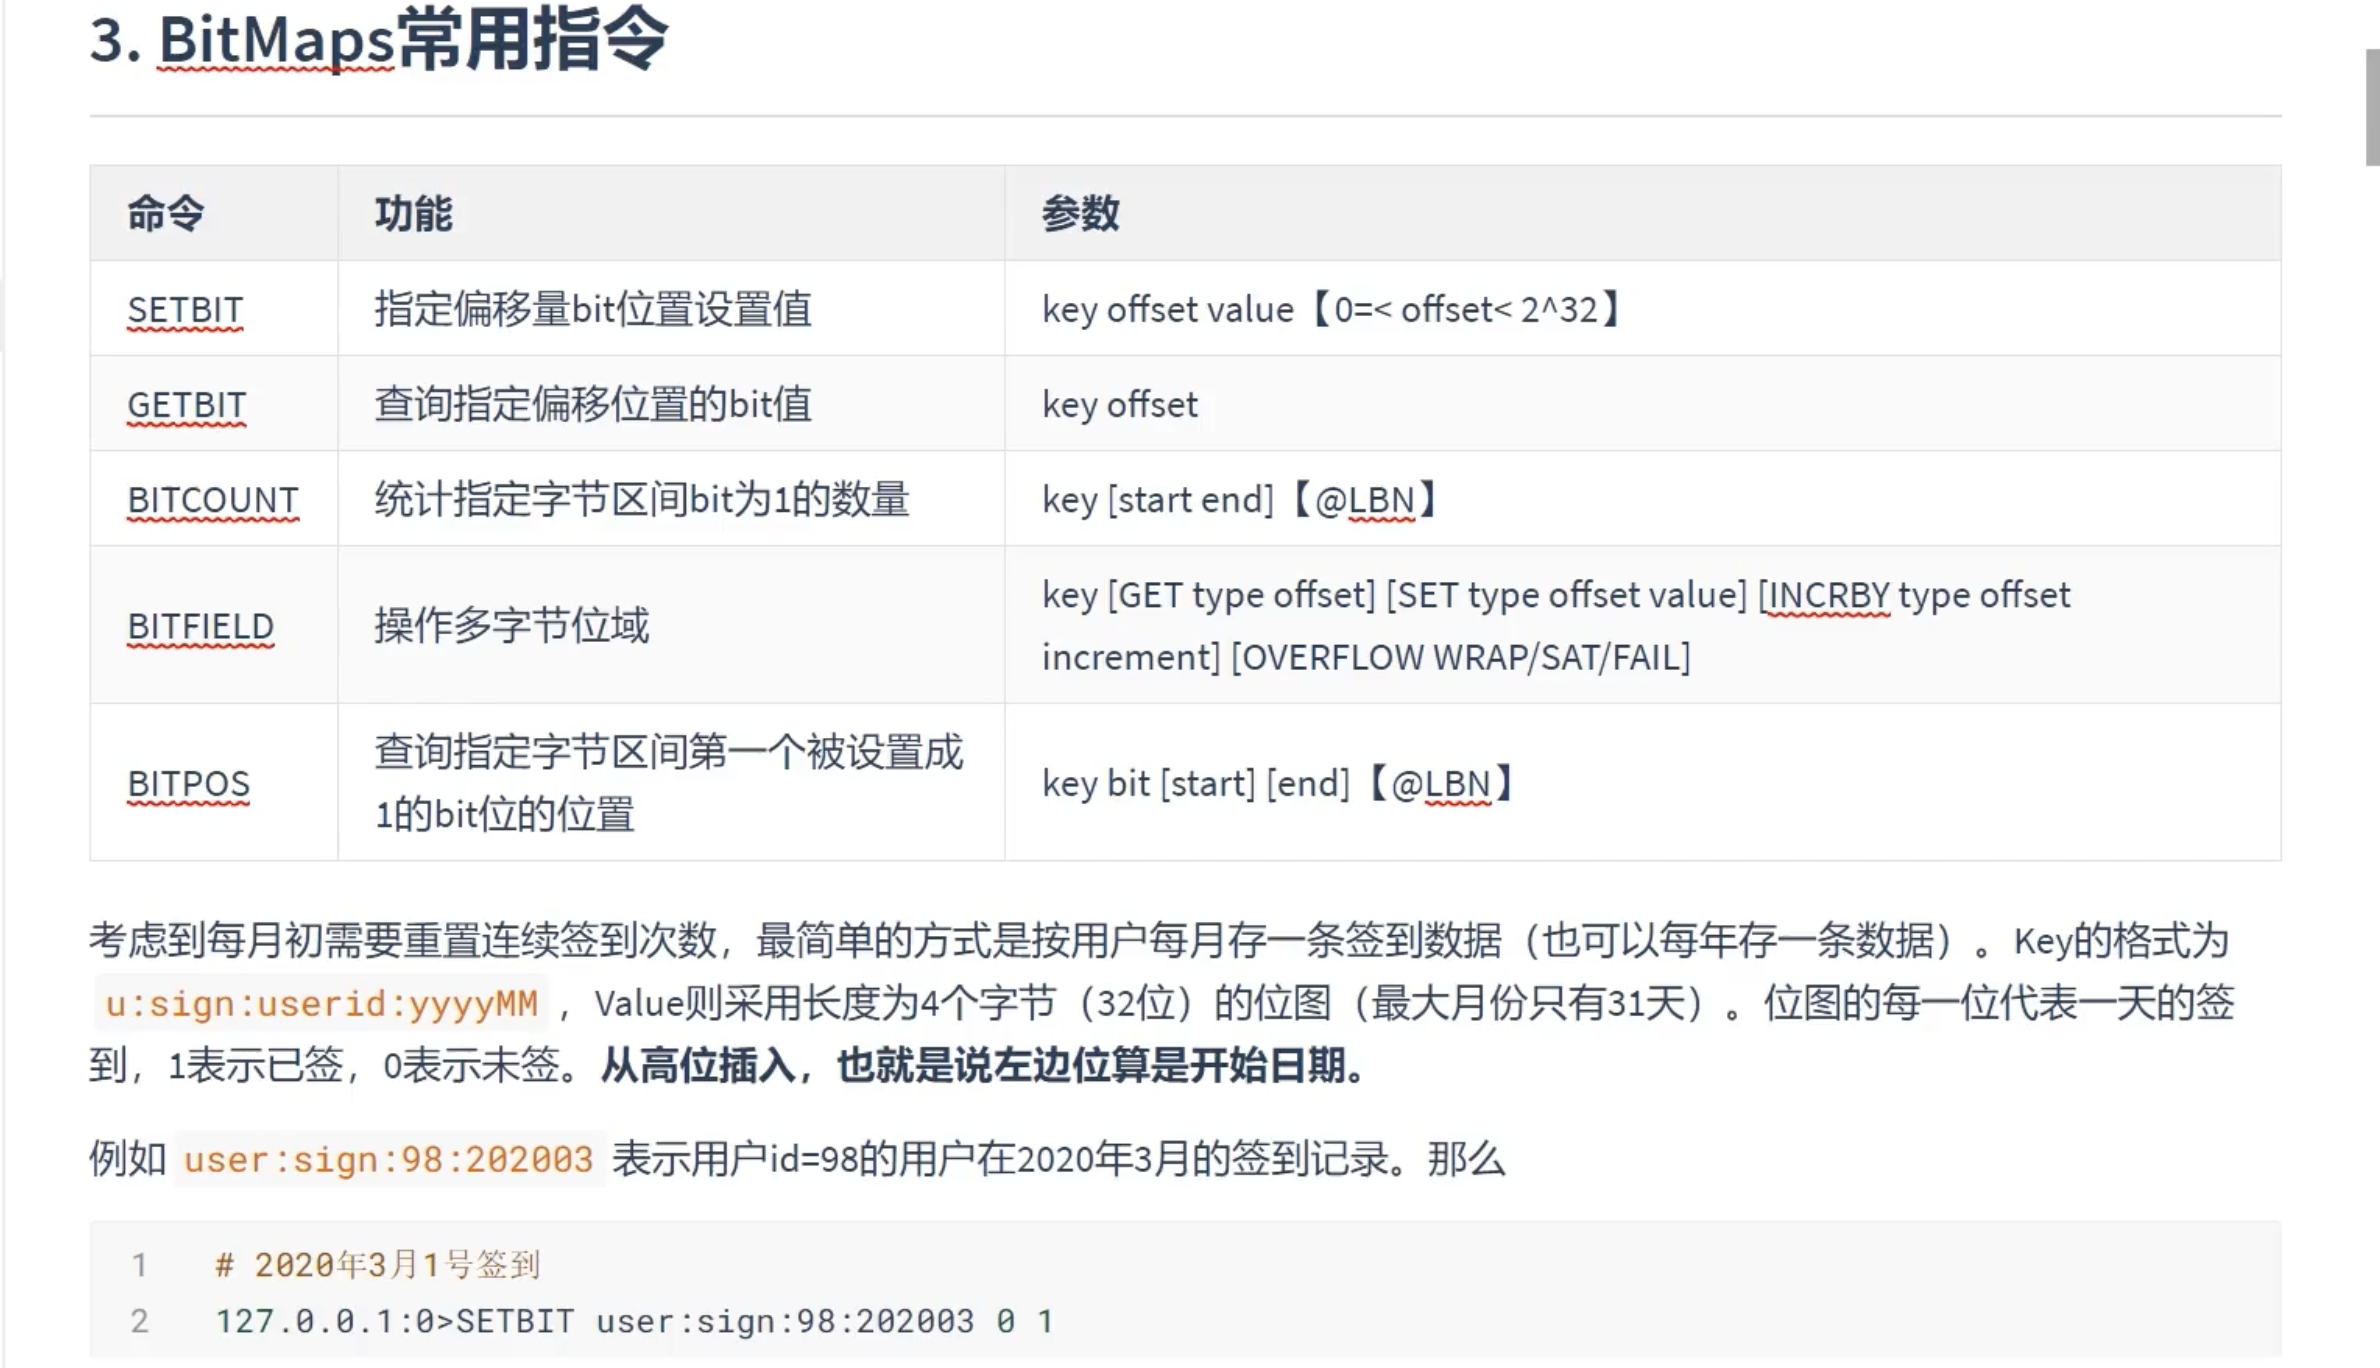 3. BitMaps常用指令
命令 功能 参数
SETBIT 指定偏移量bit位置设置值 key offset value【0=< offset< 2^32】
GETBIT 查询指定偏移位置的bit值 key offset
BITCOUNT 统计指定字节区间bit为1的数量 key [start end]【@LBN】
BITFIELD 操作多字节位域 key [GET type offset] [SET type offset value] [INCRBY type offset
increment] [OVERFLOW WRAP/SAT/FAIL]
BITPOS 查询指定字节区间第一个被设置成
1的bit位的位置 key bit [start] [end]【@LBN】
考虑到每月初需要重置连续签到次数，最简单的方式是按用户每月存一条签到数据（也可以每年存一条数据）。Key的格式为
u:sign:userid:yyyyMM ，Value则采用长度为4个字节（32位）的位图（最大月份只有31天）。位图的每一位代表一天的签
到，1表示已签，0表示未签。从高位插入，也就是说左边位算是开始日期。
例如 user:sign:98:202003 表示用户id=98的用户在2020年3月的签到记录。那么
1 # 2020年3月1号签到
2 127.0.0.1:0>SETBIT user:sign:98:202003 0 1